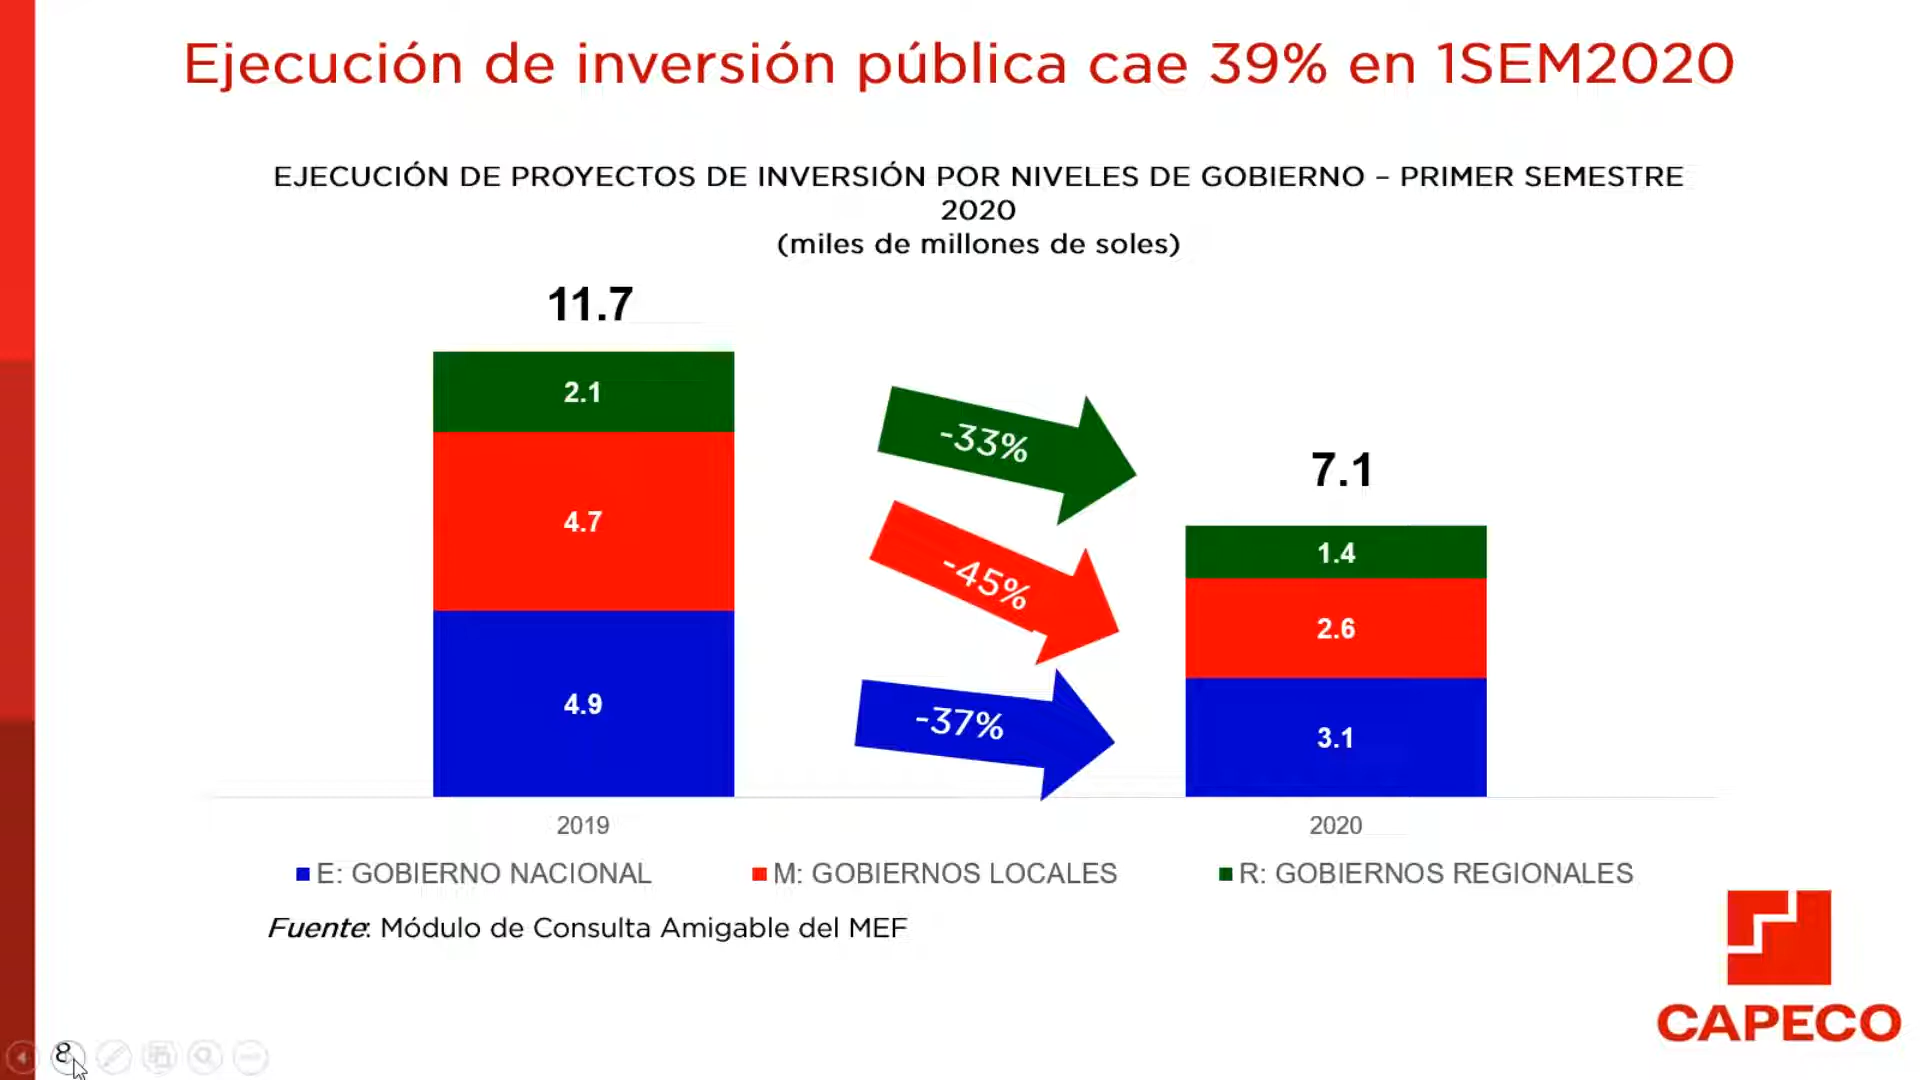 Ejecución de inversión pública cae 39% en 1SEM2020
EJECUCIÓN DE PROYECTOS DE INVERSIÓN POR NIVELES DE GOBIERNO – PRIMER SEMESTRE
2020
(miles de millones de soles)
11.7
2.1
4.7
4.9
-33%
-45%
-37%
7.1
1.4
2.6
3.1
2019
2020
E: GOBIERNO NACIONAL
M: GOBIERNOS LOCALES
R: GOBIERNOS REGIONALES
Fuente: Módulo de Consulta Amigable del MEF
CAPECO
8